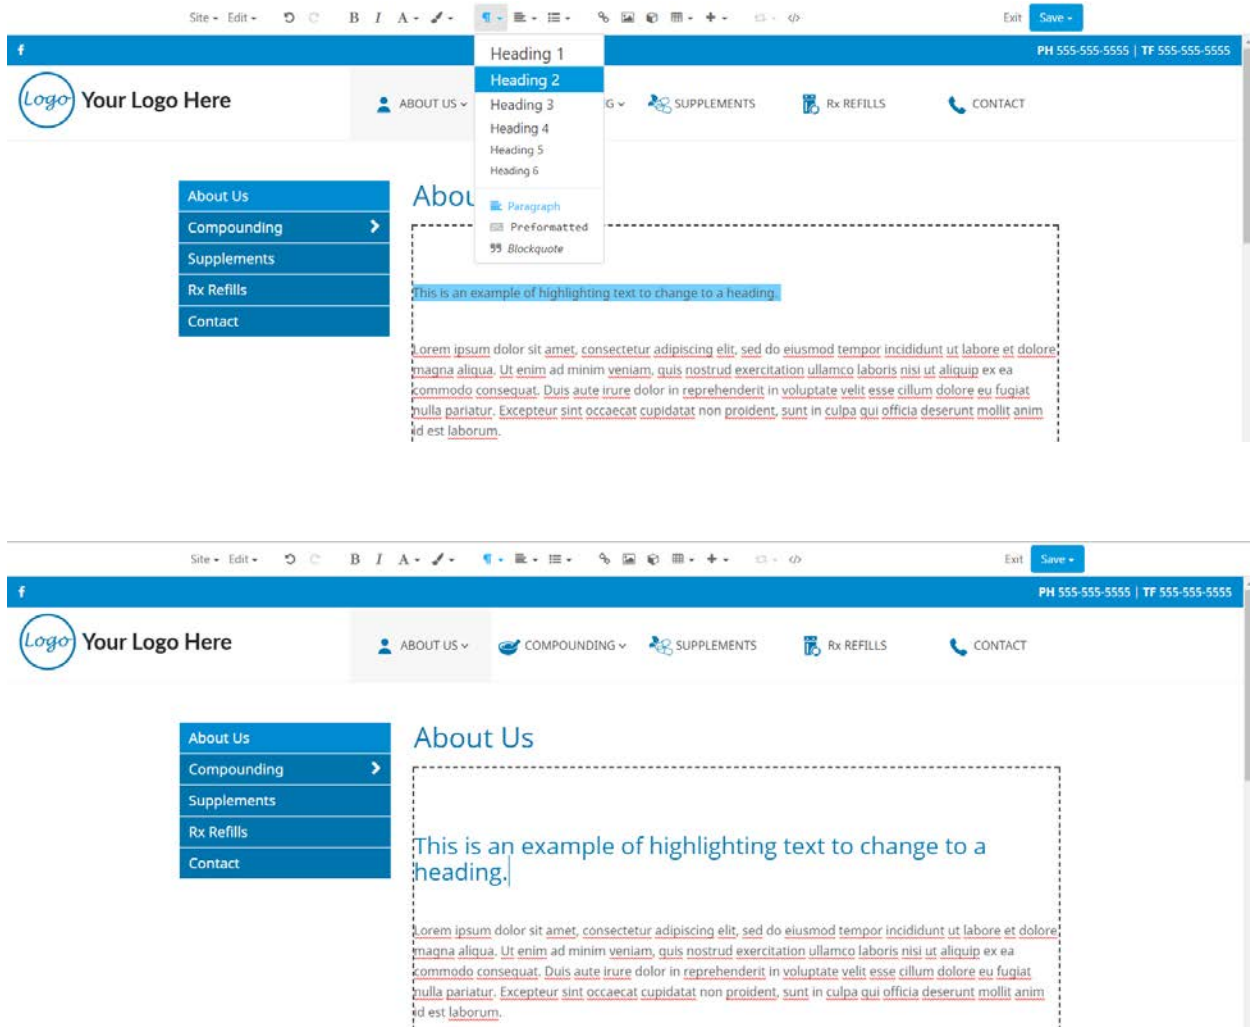 Site Edit B I A Exit Save
PH 555-555-5555 | TF 555-555-5555
Logo Your Logo Here ABOUT US G SUPPLEMENTS Rx REFILLS CONTACT
Heading 1
Heading 2
Heading 3
Heading 4
Heading 5
Heading 6
Paragraph
Preformatted
Blockquote
About Us
Compounding
Supplements
Rx Refills
Contact
Abou
This is an example of highlighting text to change to a heading.
Lorem ipsum dolor sit amet, consectetur adipiscing elit, sed do eiusmod tempor incididunt ut labore et dolore
magna aliqua. Ut enim ad minim veniam, quis nostrud exercitation ullamco laboris nisi ut aliquip ex ea
commodo consequat. Duis aute irure dolor in reprehenderit in voluptate velit esse cillum dolore eu fugiat
nulla pariatur. Excepteur sint occaecat cupidatat non proident, sunt in culpa qui officia deserunt mollit anim
id est laborum.
Site Edit B I A Exit Save
PH 555-555-5555 | TF 555-555-5555
Logo Your Logo Here ABOUT US COMPOUNDING SUPPLEMENTS Rx REFILLS CONTACT
About Us
Compounding
Supplements
Rx Refills
Contact
About Us
This is an example of highlighting text to change to a
heading.
Lorem ipsum dolor sit amet, consectetur adipiscing elit, sed do eiusmod tempor incididunt ut labore et dolore
magna aliqua. Ut enim ad minim veniam, quis nostrud exercitation ullamco laboris nisi ut aliquip ex ea
commodo consequat. Duis aute irure dolor in reprehenderit in voluptate velit esse cillum dolore eu fugiat
nulla pariatur. Excepteur sint occaecat cupidatat non proident, sunt in culpa qui officia deserunt mollit anim
id est laborum.